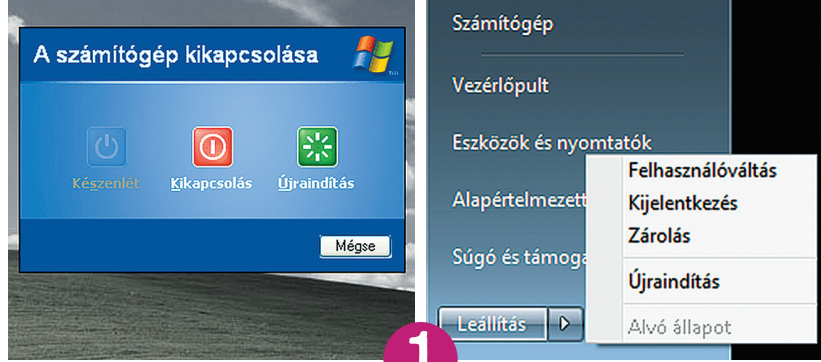 A számítógép kikapcsolása
Készenlét
Kikapcsolás
Újraindítás
Mégse
Számítógép
Vezérlőpult
Eszközök és nyomtatók
Alapértelmezett
Súgó és támoga
Leállítás
Felhasználóváltás
Kijelentkezés
Zárolás
Újraindítás
Alvó állapot
1